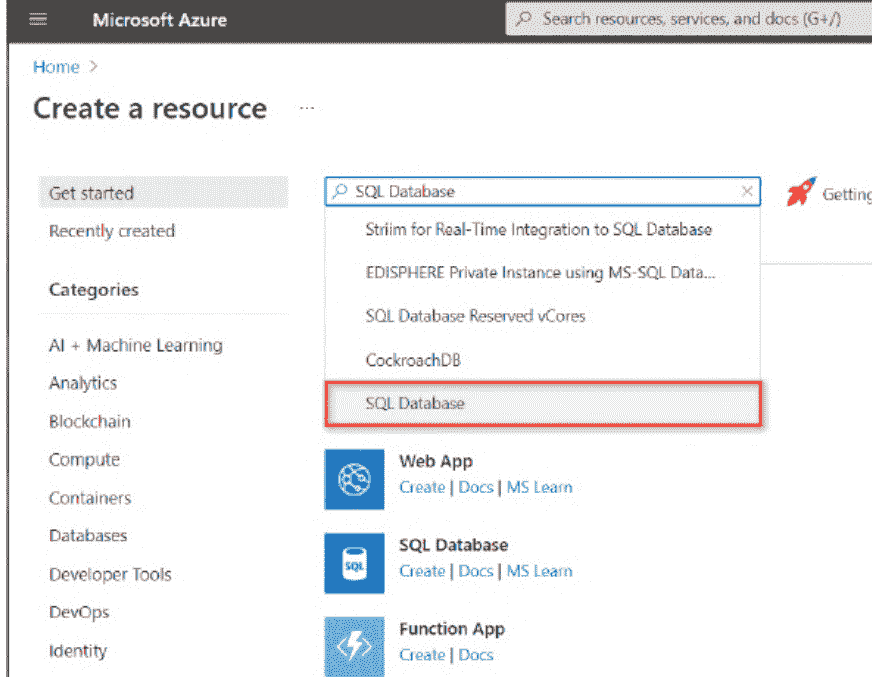 Microsoft Azure
Search resources, services, and docs (G+/)
Home >
Create a resource ...
Get started
Recently created
Categories
AI + Machine Learning
Analytics
Blockchain
Compute
Containers
Databases
Developer Tools
DevOps
Identity
SQL Database
Striim for Real-Time Integration to SQL Database
EDISPHERE Private Instance using MS-SQL Data...
SQL Database Reserved vCores
CockroachDB
SQL Database
Web App
Create | Docs | MS Learn
SQL
SQL Database
Create | Docs | MS Learn
Function App
Create | Docs
Getting